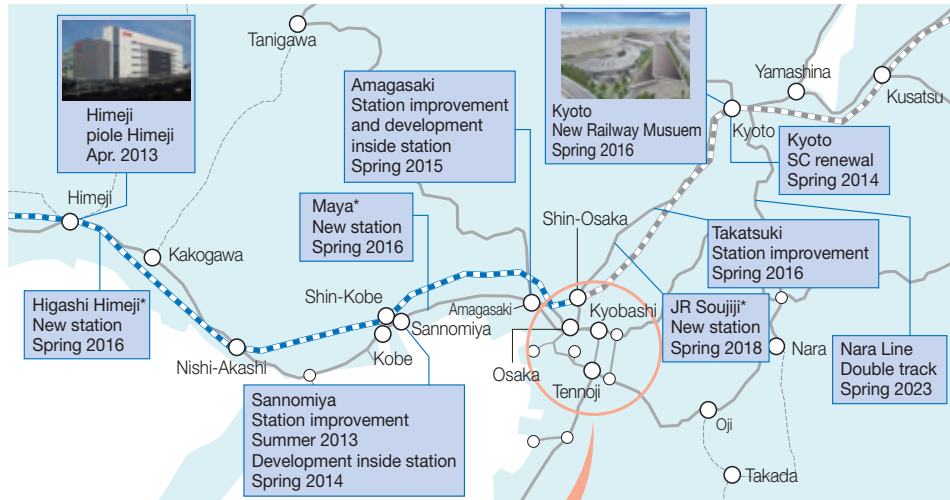 Tanigawa
Himeji
piole Himeji
Apr. 2013
Amagasaki
Station improvement
and development
inside station
Spring 2015
Kyoto
New Railway Musuem
Spring 2016
Yamashina
Kusatsu
Kyoto
Kyoto
SC renewal
Spring 2014
Himeji
Kakogawa
Maya*
New station
Spring 2016
Shin-Osaka
Takatsuki
Station improvement
Spring 2016
Higashi Himeji*
New station
Spring 2016
Shin-Kobe
Sannomiya
Kobe
Nishi-Akashi
Amagasaki
Kyobashi
Osaka
Tennoji
JR Soujiji*
New station
Spring 2018
Nara
Nara Line
Double track
Spring 2023
Sannomiya
Station improvement
Summer 2013
Development inside station
Spring 2014
Oji
Takada